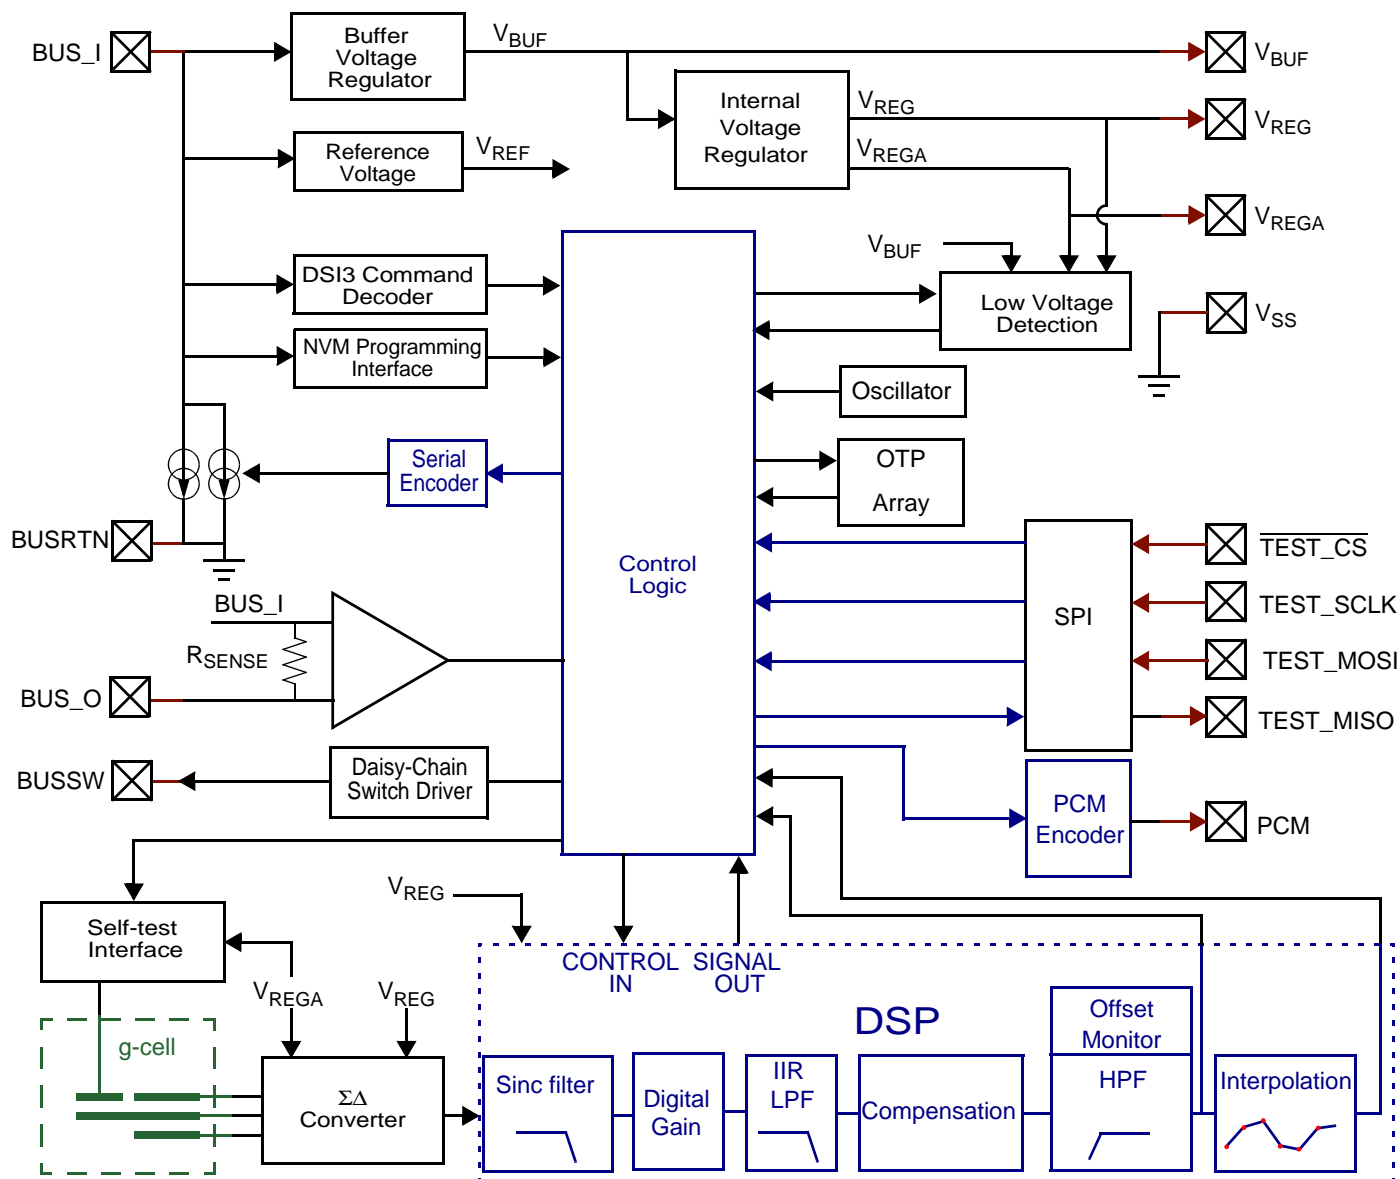 BUS_I
Buffer
Voltage
Regulator
VBUF
VBUF
Internal
Voltage
Regulator
VREG
VREGA
VREG
Reference
Voltage
VREF
VREGA
VBUF
DSI3 Command
Decoder
Low Voltage
Detection
VSS
NVM Programming
Interface
Oscillator
Serial
Encoder
OTP
Array
BUSRTN
Control
Logic
SPI
TEST_CS
TEST_SCLK
TEST_MOSI
TEST_MISO
BUS_I
RSENSE
BUS_O
BUSSW
Daisy-Chain
Switch Driver
PCM
Encoder
PCM
VREG
Self-test
Interface
CONTROL
IN
SIGNAL
OUT
VREGA
VREG
DSP
g-cell
ΣΔ
Converter
Sinc filter
Digital
Gain
IIR
LPF
Compensation
Offset
Monitor
HPF
Interpolation